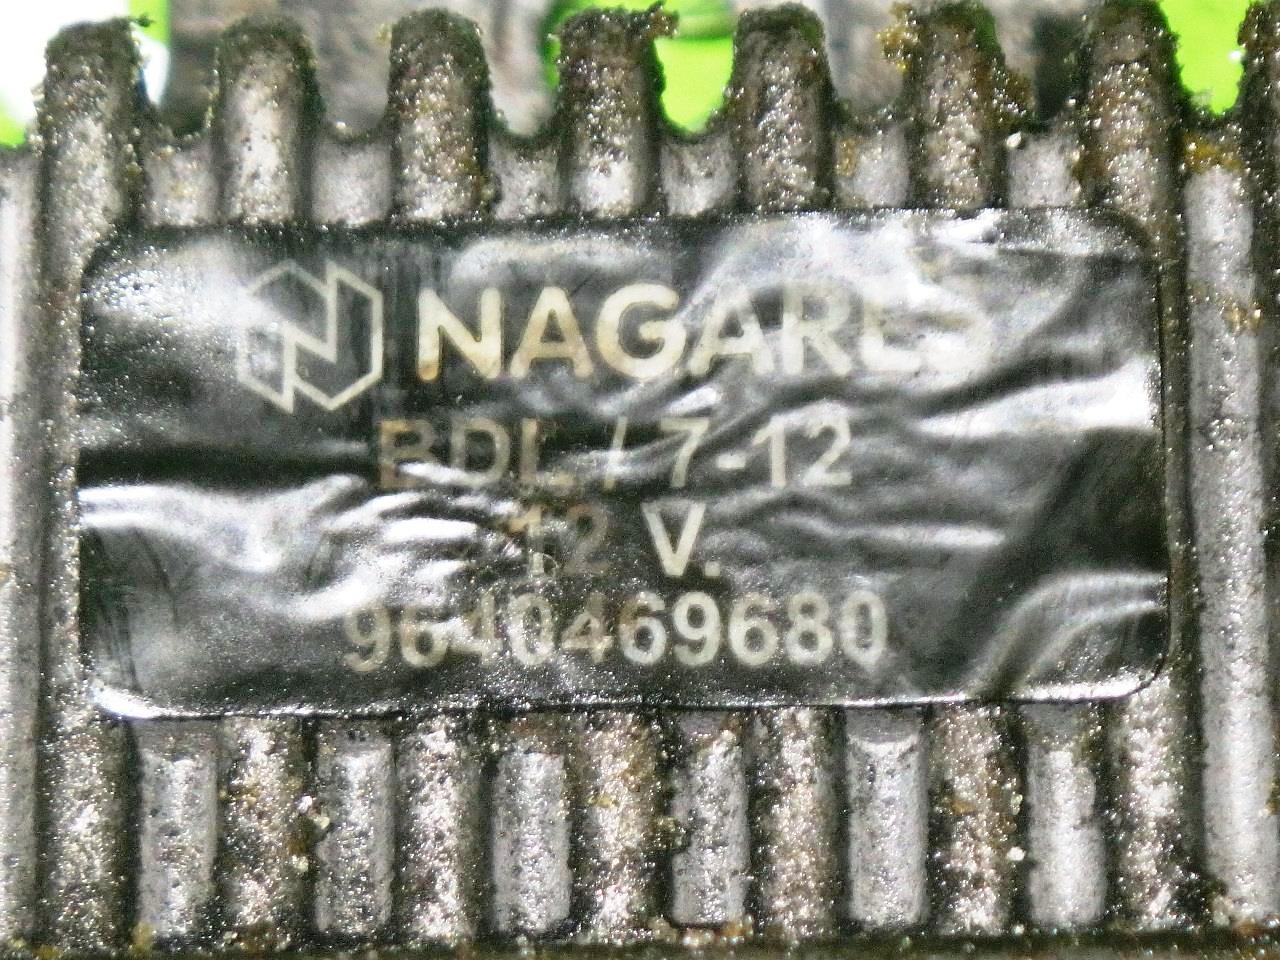 NAGARES
BDL / 7-12
12 V.
9640469680